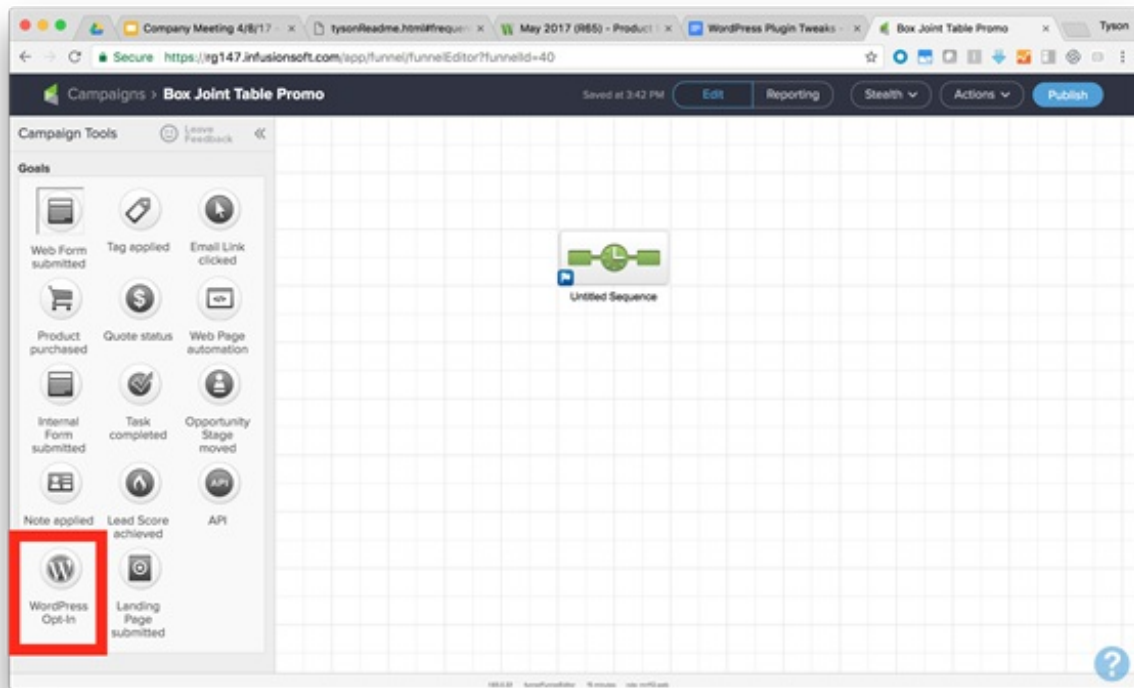 Company Meeting 4/8/17 - × tysonReadme.html#frequen × May 2017 (R65) - Product × WordPress Plugin Tweaks - × Box Joint Table Promo × Tyson
Secure https://rg147.infusionsoft.com/app/funnel/funnelEditor?funnelId=40
Campaigns > Box Joint Table Promo Saved at 3:42 PM Edit Reporting Stealth Actions Publish
Campaign Tools Leave
Feedback «
Goals
Web Form
submitted
Tag applied
Email Link
clicked
Product
purchased
Quote status
Web Page
automation
Internal
Form
submitted
Task
completed
Opportunity
Stage
moved
Note applied
Lead Score
achieved
API
API
WordPress
Opt-In
Landing
Page
submitted
Untitled Sequence
?